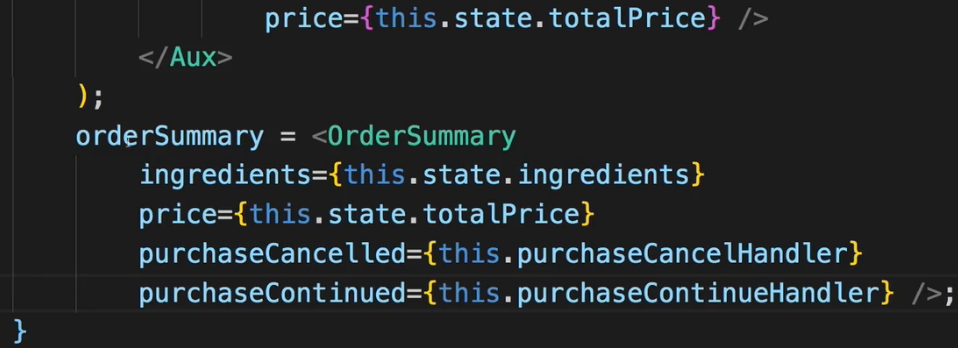 price={this.state.totalPrice} />
</Aux>
);
orderSummary = <OrderSummary
ingredients={this.state.ingredients}
price={this.state.totalPrice}
purchaseCancelled={this.purchaseCancelHandler}
purchaseContinued={this.purchaseContinueHandler} />;
}